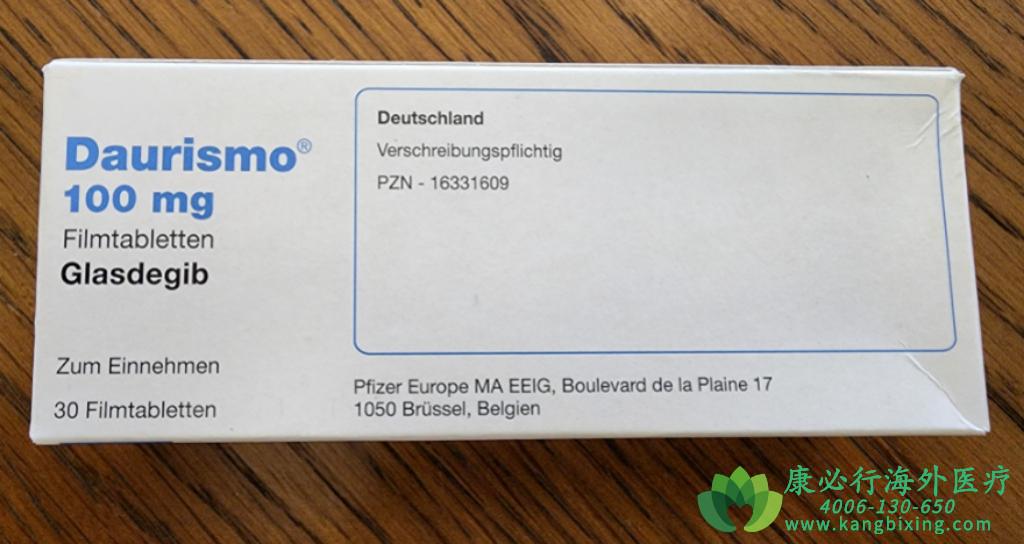 Daurismo®
100 mg
Filmtabletten
Glasdegib
Zum Einnehmen
30 Filmtabletten
Deutschland
Verschreibungspflichtig
PZN - 16331609
Pfizer Europe MA EEIG, Boulevard de la Plaine 17
1050 Brüssel, Belgien
康必行海外医疗
4006-130-650
www.kangbixing.com